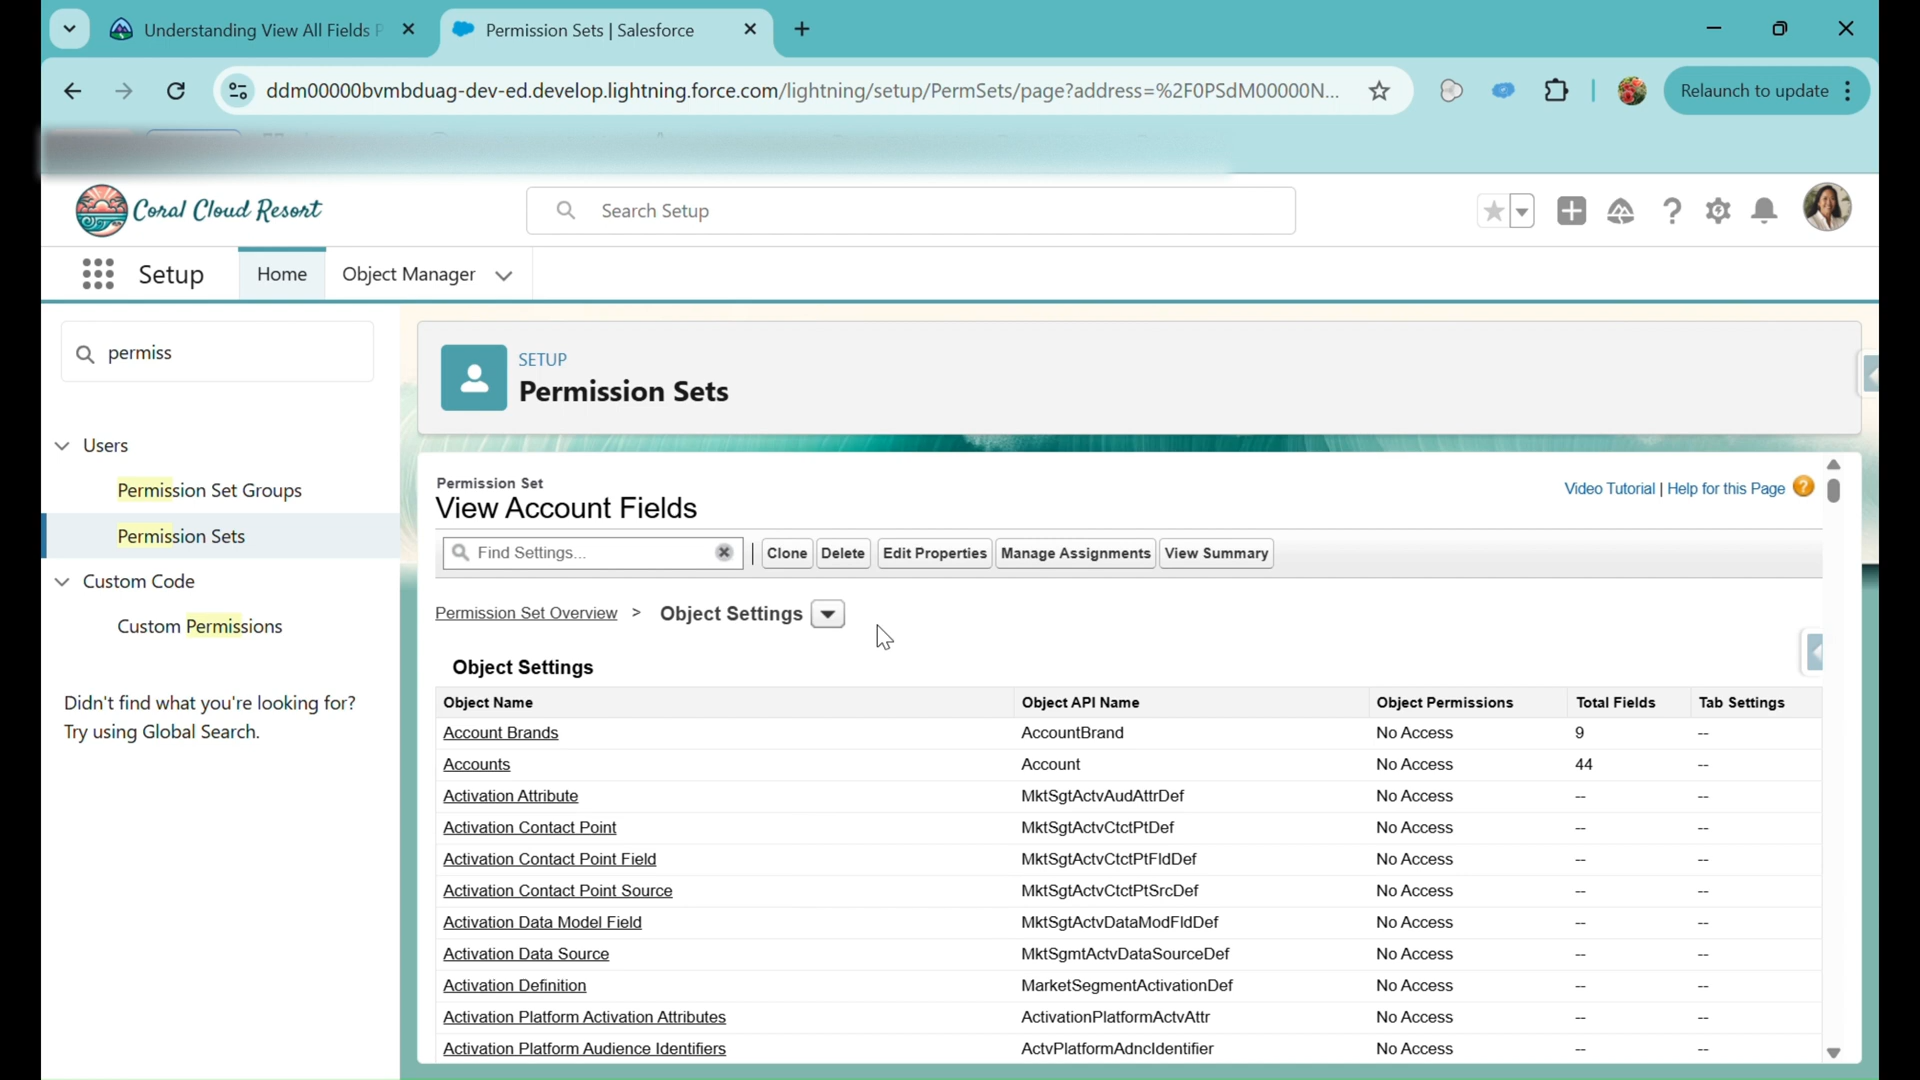 Understanding View All Fields P
Permission Sets | Salesforce
ddm00000bvmbduag-dev-ed.develop.lightning.force.com/lightning/setup/PermSets/page?address=%2F0PSdM00000N...
Relaunch to update
Coral Cloud Resort
Search Setup
Setup
Home
Object Manager
permiss
Users
Permission Set Groups
Permission Sets
Custom Code
Custom Permissions
Didn't find what you're looking for?
Try using Global Search.
SETUP
Permission Sets
Permission Set
View Account Fields
Video Tutorial | Help for this Page
Find Settings... | Clone Delete Edit Properties Manage Assignments View Summary
Permission Set Overview > Object Settings
Object Settings
Object Name Object API Name Object Permissions Total Fields Tab Settings
Account Brands AccountBrand No Access 9 --
Accounts Account No Access 44 --
Activation Attribute MktSgtActvAudAttrDef No Access -- --
Activation Contact Point MktSgtActvCtctPtDef No Access -- --
Activation Contact Point Field MktSgtActvCtctPtFldDef No Access -- --
Activation Contact Point Source MktSgtActvCtctPtSrcDef No Access -- --
Activation Data Model Field MktSgtActvDataModFldDef No Access -- --
Activation Data Source MktSgmtActvDataSourceDef No Access -- --
Activation Definition MarketSegmentActivationDef No Access -- --
Activation Platform Activation Attributes ActivationPlatformActvAttr No Access -- --
Activation Platform Audience Identifiers ActvPlatformAdncIdentifier No Access -- --